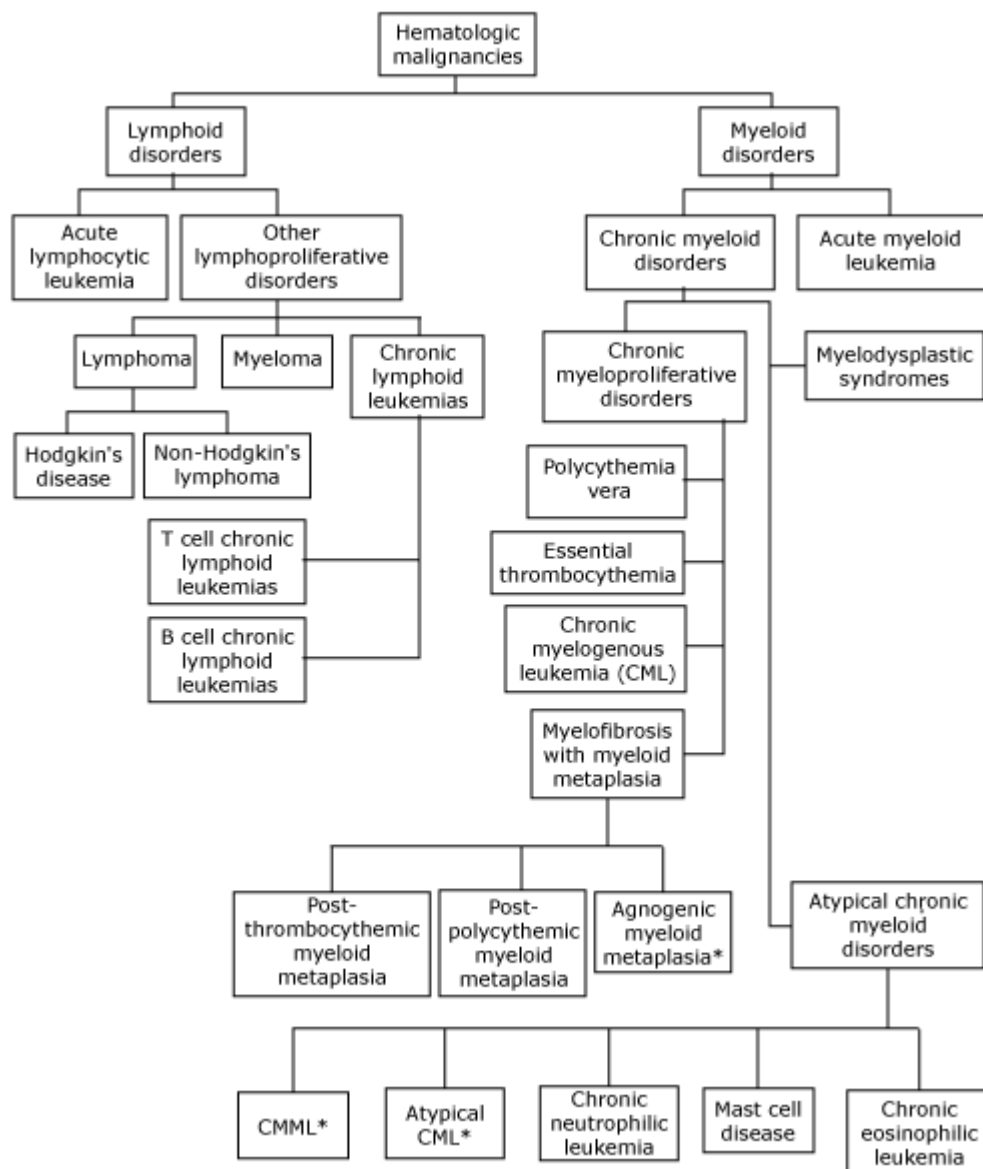 Hematologic
malignancies
Lymphoid
disorders
Myeloid
disorders
Acute
lymphocytic
leukemia
Other
lymphoproliferative
disorders
Chronic myeloid
disorders
Acute myeloid
leukemia
Lymphoma
Myeloma
Chronic
lymphoid
leukemias
Chronic
myeloproliferative
disorders
Myelodysplastic
syndromes
Hodgkin's
disease
Non-Hodgkin's
lymphoma
Polycythemia
vera
T cell chronic
lymphoid
leukemias
Essential
thrombocythemia
B cell chronic
lymphoid
leukemias
Chronic
myelogenous
leukemia (CML)
Myelofibrosis
with myeloid
metaplasia
Post-
thrombocythemic
myeloid
metaplasia
Post-
polycythemic
myeloid
metaplasia
Agnogenic
myeloid
metaplasia*
Atypical chronic
myeloid
disorders
CMML*
Atypical
CML*
Chronic
neutrophilic
leukemia
Mast cell
disease
Chronic
eosinophilic
leukemia